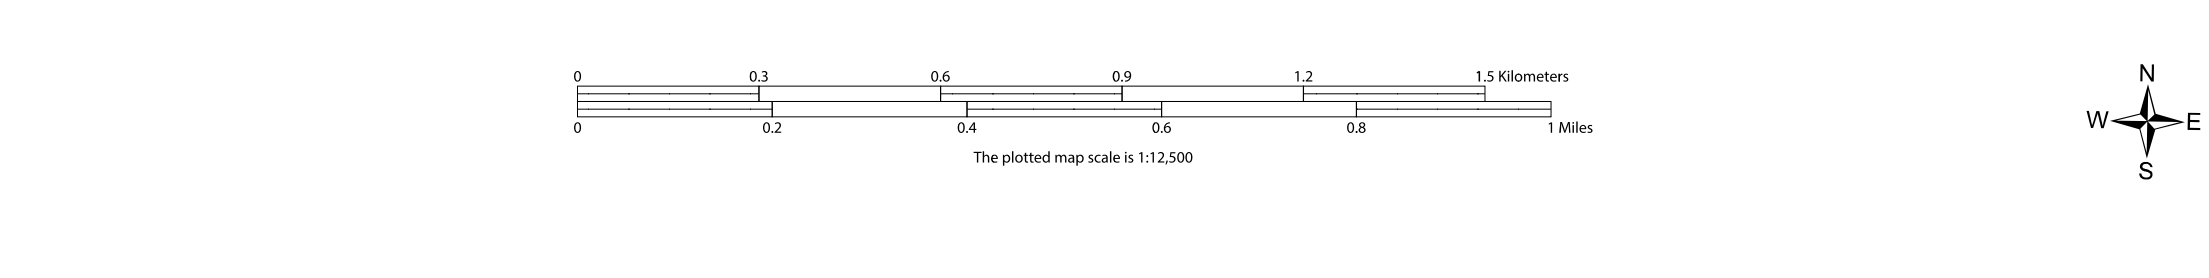 0 0.3 0.6 0.9 1.2 1.5 Kilometers
0 0.2 0.4 0.6 0.8 1 Miles
The plotted map scale is 1:12,500
N
W E
S